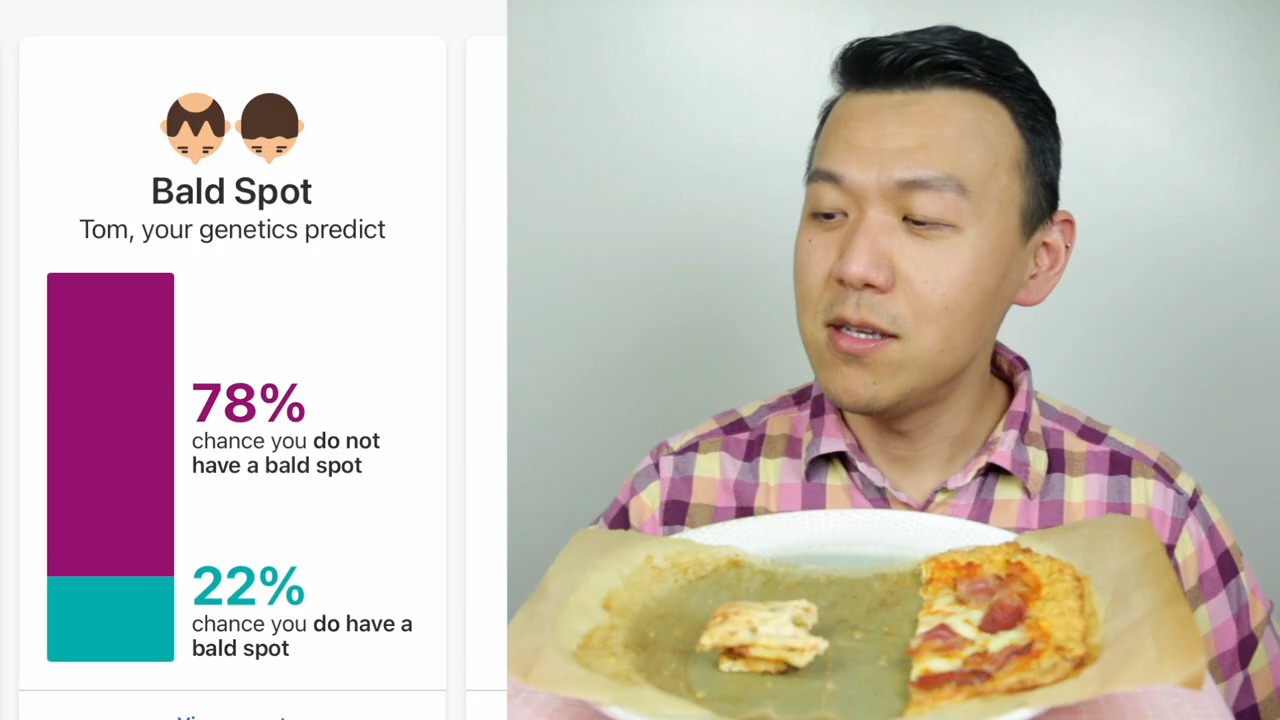 Bald Spot
Tom, your genetics predict
78%
chance you do not
have a bald spot
22%
chance you do have a
bald spot